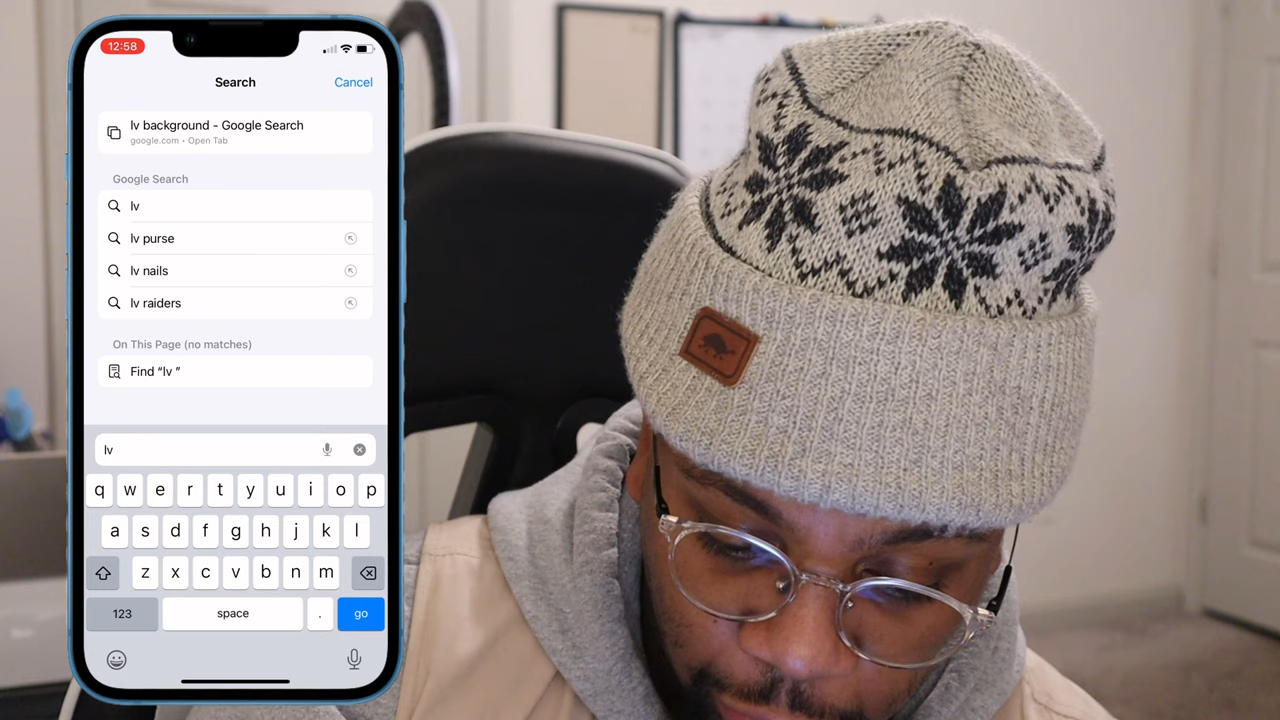 12:58
Search
Cancel
lv background - Google Search
google.com • Open Tab
Google Search
lv
lv purse
lv nails
lv raiders
On This Page (no matches)
Find “lv ”
lv
q w e r t y u i o p
a s d f g h j k l
z x c v b n m
123 space . go